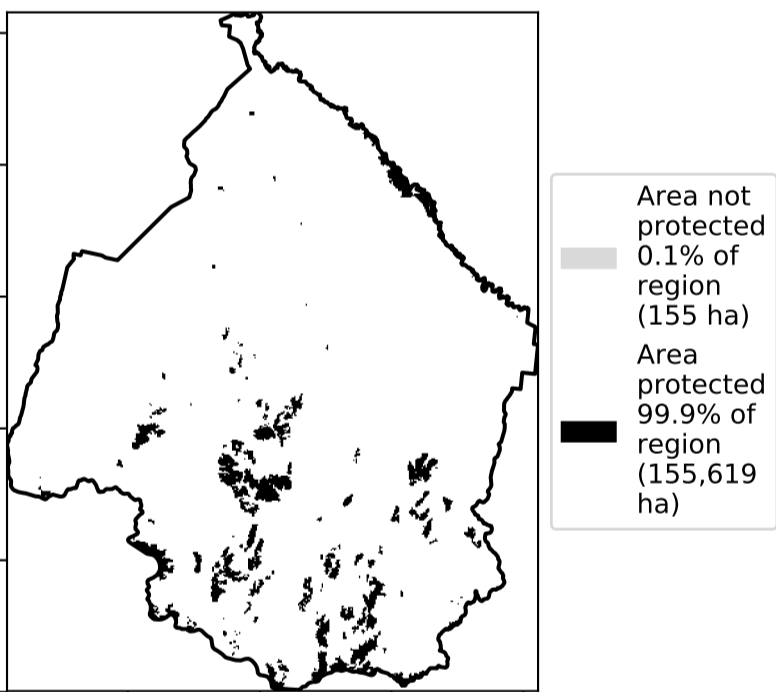 Area not
protected
0.1% of
region
(155 ha)
Area
protected
99.9% of
region
(155,619
ha)